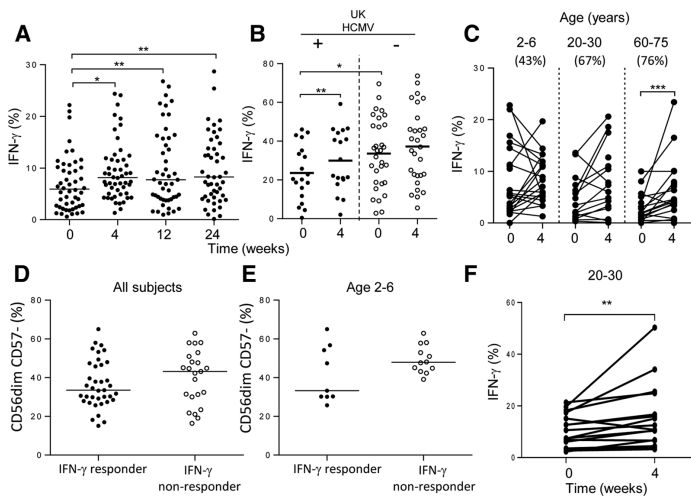 A
IFN-γ (%)
30
20
10
0
**
**
*
0 4 12 24
B
UK
HCMV
+ -
IFN-γ (%)
80
60
40
20
0
*
**
0 4 0 4
Time (weeks)
C
Age (years)
2-6 20-30 60-75
(43%) (67%) (76%)
IFN-γ (%)
30
20
10
0
***
0 4 0 4 0 4
D
All subjects
CD56dim CD57- (%)
80
60
40
20
0
IFN-γ responder
IFN-γ
non-responder
E
Age 2-6
CD56dim CD57- (%)
80
60
40
20
0
IFN-γ responder
IFN-γ
non-responder
F
20-30
IFN-γ (%)
60
40
20
0
**
0 4
Time (weeks)